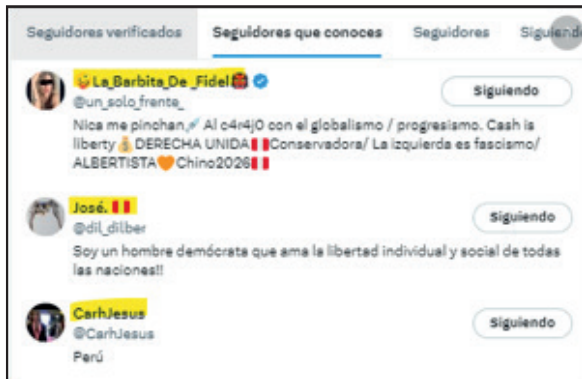 Seguidores verificados Seguidores que conoces Seguidores Siguiendo
🤪La_Barbita_De_Fidel👹
Siguiendo
@un_solo_frente_
Nica me pinchan💉 Al c4r4j0 con el globalismo / progresismo. Cash is
liberty💰DERECHA UNIDA🇵🇪Conservadora/ La izquierda es fascismo/
ALBERTISTA🧡Chino2026🇵🇪
José. 🇵🇪
Siguiendo
@dil_dilber
Soy un hombre demócrata que ama la libertad individual y social de todas
las naciones!!
CarhJesus
Siguiendo
@CarhJesus
Perú